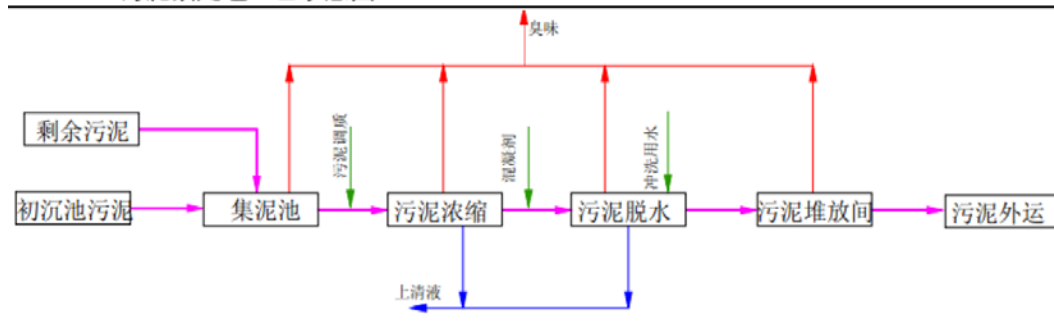 臭味
剩余污泥
污泥调质
混凝剂
冲洗用水
初沉池污泥
集泥池
污泥浓缩
污泥脱水
污泥堆放间
污泥外运
上清液